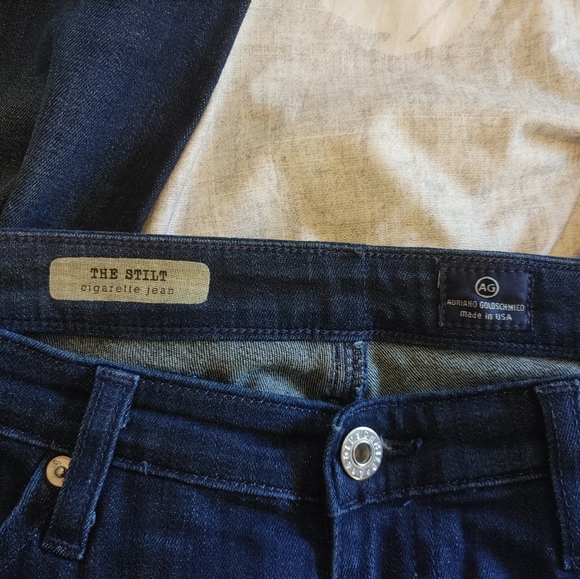 THE STILT
cigarette jean
AG
ADRIANO GOLDSCHMIED
made in USA